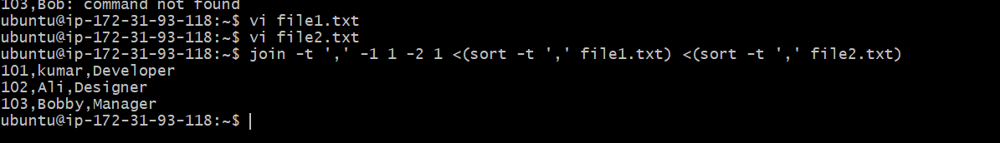 103,Bob: command not found
ubuntu@ip-172-31-93-118:~$ vi file1.txt
ubuntu@ip-172-31-93-118:~$ vi file2.txt
ubuntu@ip-172-31-93-118:~$ join -t ',' -1 1 -2 1 <(sort -t ',' file1.txt) <(sort -t ',' file2.txt)
101,kumar,Developer
102,Ali,Designer
103,Bobby,Manager
ubuntu@ip-172-31-93-118:~$